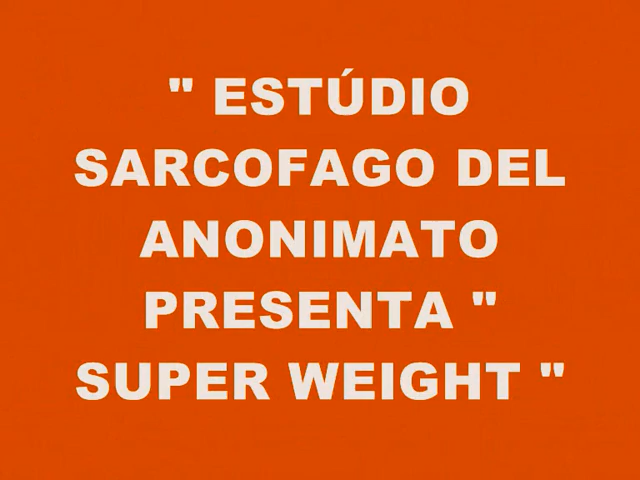 " ESTÚDIO
SARCOFAGO DEL
ANONIMATO
PRESENTA "
SUPER WEIGHT "